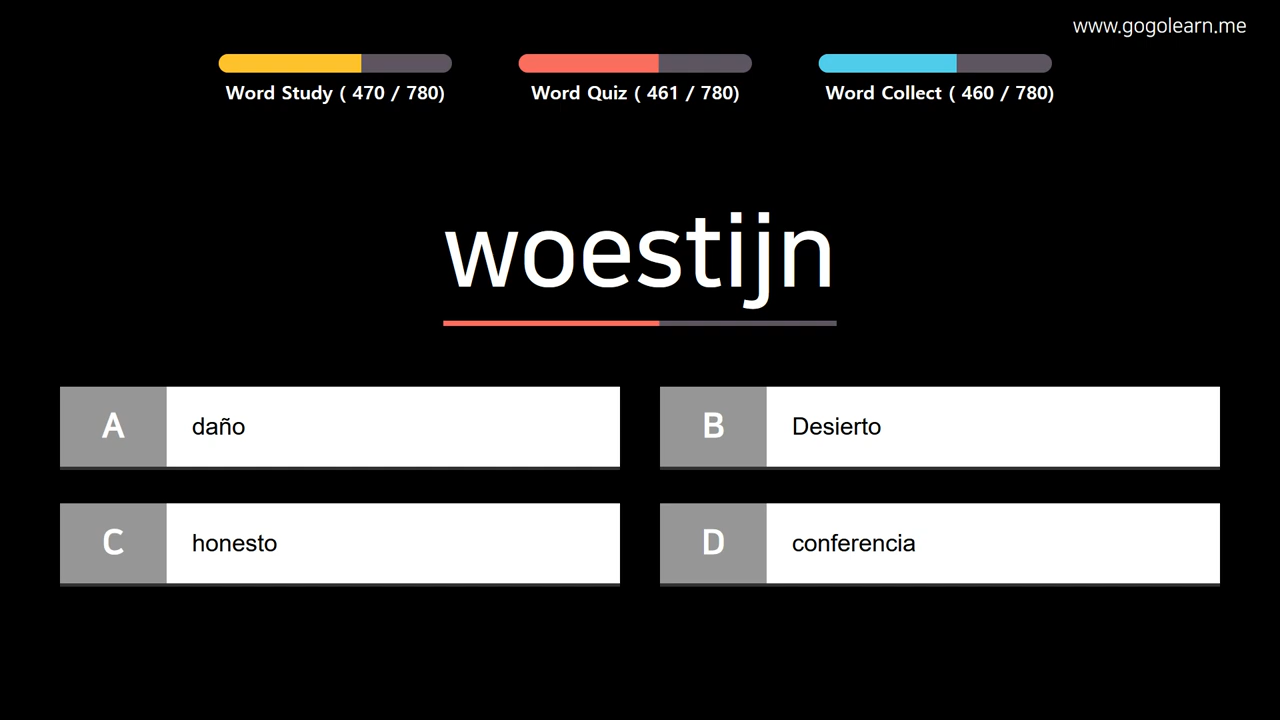 www.gogolearn.me
Word Study ( 470 / 780)
Word Quiz ( 461 / 780)
Word Collect ( 460 / 780)
woestijn
A daño
B Desierto
C honesto
D conferencia